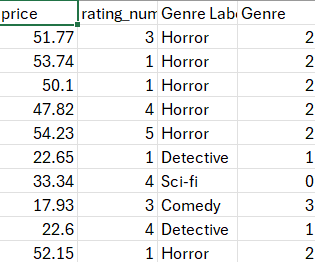 price rating_num Genre Lab Genre
51.77 3 Horror 2
53.74 1 Horror 2
50.1 1 Horror 2
47.82 4 Horror 2
54.23 5 Horror 2
22.65 1 Detective 1
33.34 4 Sci-fi 0
17.93 3 Comedy 3
22.6 4 Detective 1
52.15 1 Horror 2